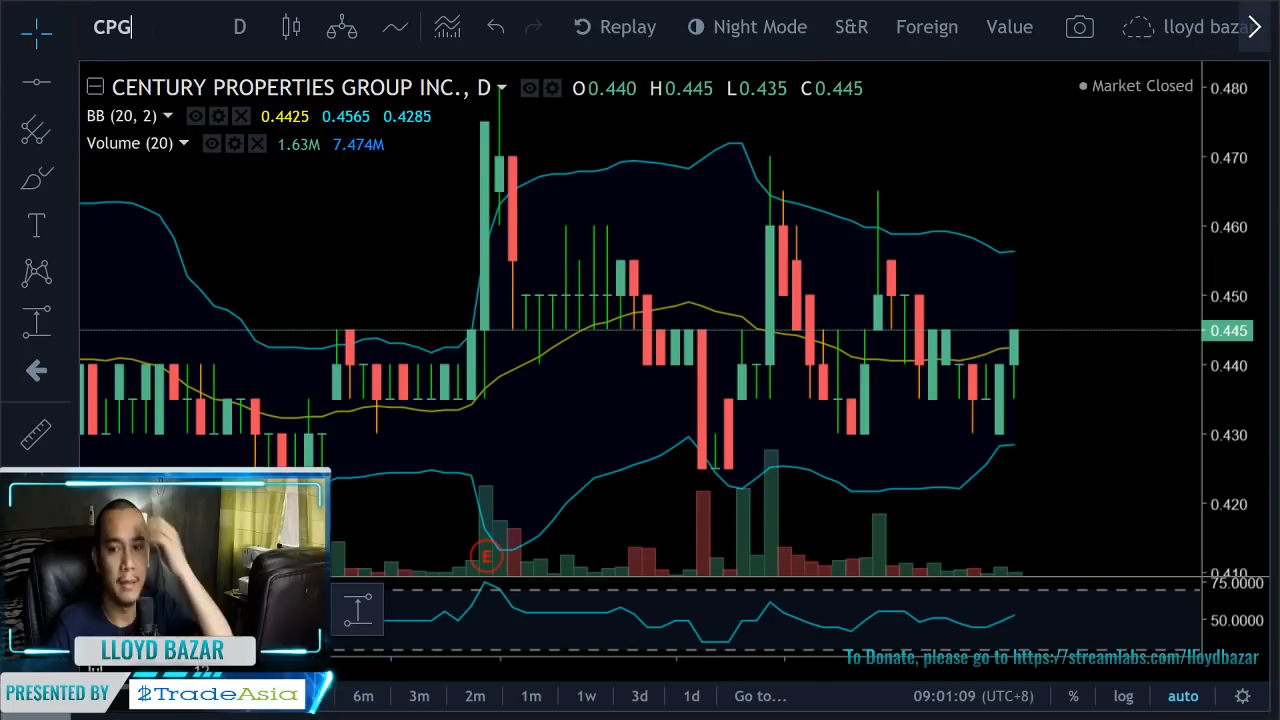 CPG D Replay Night Mode S&R Foreign Value lloyd baza
CENTURY PROPERTIES GROUP INC., D O0.440 H0.445 L0.435 C0.445 Market Closed
BB (20, 2) 0.4425 0.4565 0.4285
Volume (20) 1.63M 7.474M
0.480
0.470
0.460
0.450
0.445
0.440
0.430
0.420
0.410
E
75.0000
50.0000
LLOYD BAZAR
To Donate, please go to https://streamlabs.com/lloydbazar
PRESENTED BY $TradeAsia
6m 3m 2m 1m 1w 3d 1d Go to... 09:01:09 (UTC+8) % log auto